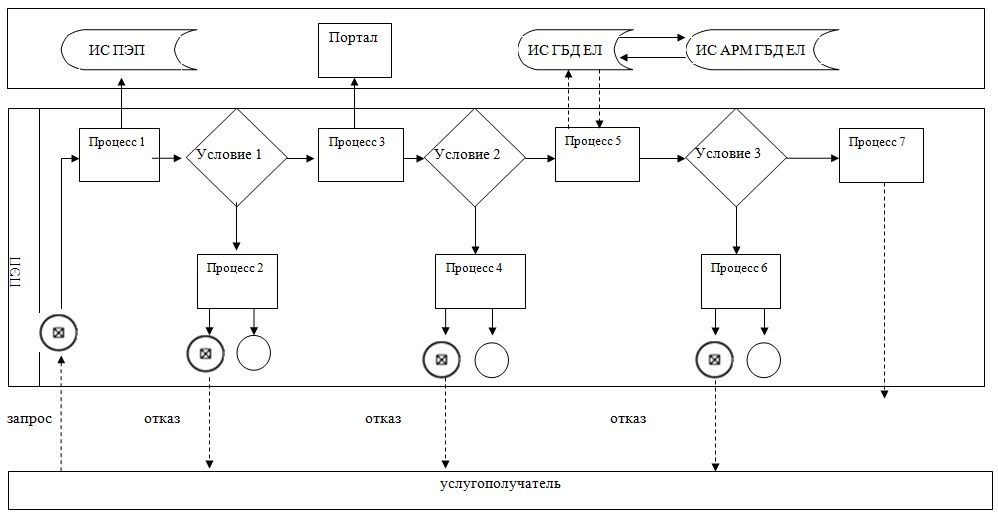 ИС ПЭП
Портал
ИС ГБД ЕЛ
ИС АРМ ГБД ЕЛ
Процесс 1
Условие 1
Процесс 3
Условие 2
Процесс 5
Условие 3
Процесс 7
ПЭП
Процесс 2
Процесс 4
Процесс 6
запрос
отказ
отказ
отказ
услугополучатель